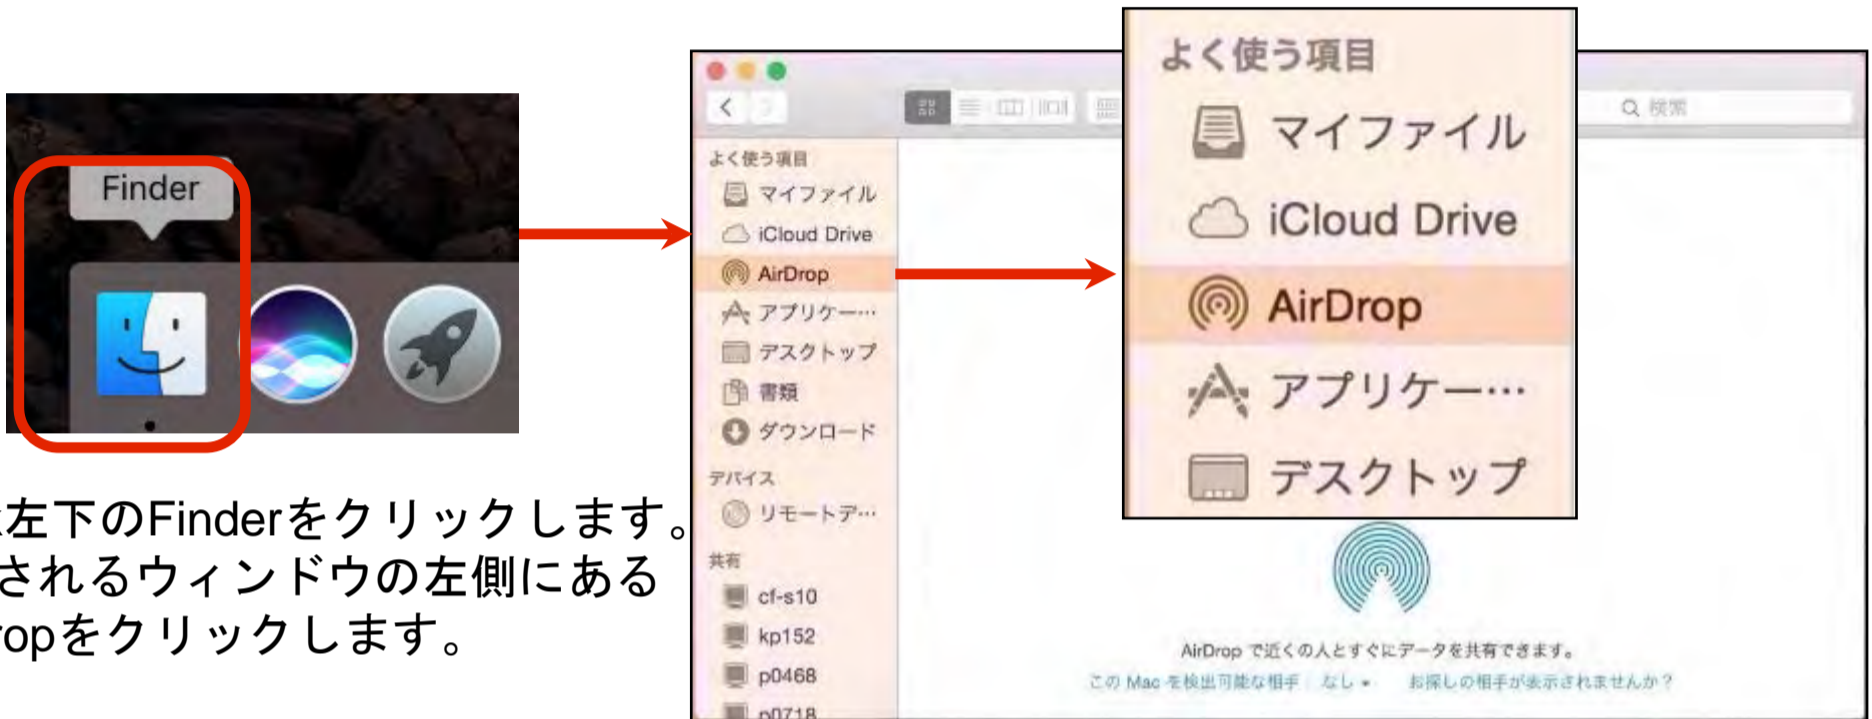 Finder
左下のFinderをクリックします。
されるウィンドウの左側にある
ropをクリックします。
検索
よく使う項目
マイファイル
iCloud Drive
AirDrop
アプリケー…
デスクトップ
書類
ダウンロード
デバイス
リモートデ…
共有
cf-s10
kp152
p0468
p0718
よく使う項目
マイファイル
iCloud Drive
AirDrop
アプリケー…
デスクトップ
AirDrop で近くの人とすぐにデータを共有できます。
この Mac を検出可能な相手: なし お探しの相手が表示されませんか?